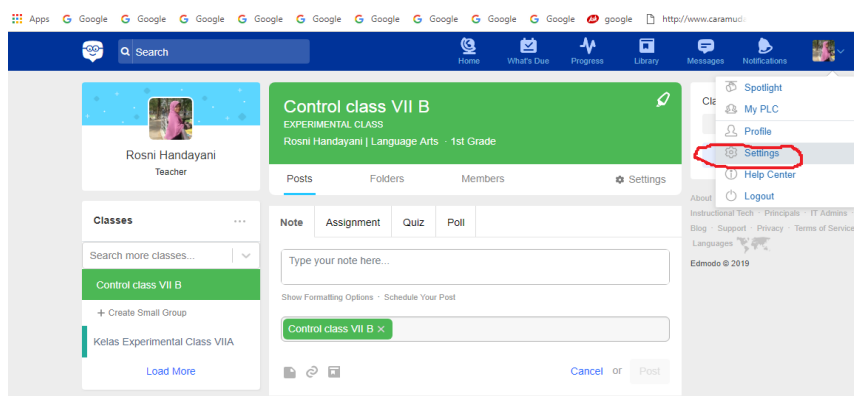 Apps Google Google Google Google Google Google Google Google Google google http://www.caramud
Search
Home What's Due Progress Library Messages Notifications
Spotlight
My PLC
Profile
Settings
Help Center
Logout
Rosni Handayani
Teacher
Control class VII B
EXPERIMENTAL CLASS
Rosni Handayani | Language Arts · 1st Grade
Posts Folders Members Settings
Classes ...
Search more classes...
Control class VII B
+ Create Small Group
Kelas Experimental Class VIIA
Load More
Note Assignment Quiz Poll
Type your note here...
Show Formatting Options · Schedule Your Post
Control class VII B ×
Cancel or Post
Cla
About
Instructional Tech · Principals · IT Admins ·
Blog · Support · Privacy · Terms of Service
Languages
Edmodo © 2019